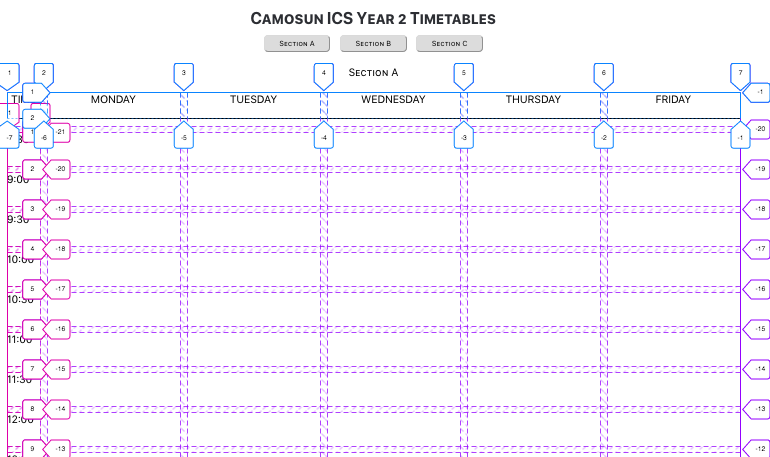 Camosun ICS Year 2 Timetables
Section A Section B Section C
1 2 3 4 5 6 7
Section A
1 -1
MONDAY TUESDAY WEDNESDAY THURSDAY FRIDAY
1 2
-7 -6 1 -21 -5 -4 -3 -2 -1 -20
2 -20 -19
9:00
3 -19 -18
9:30
4 -18 -17
10:00
5 -17 -16
10:30
6 -16 -15
11:00
7 -15 -14
11:30
8 -14 -13
12:00
9 -13 -12